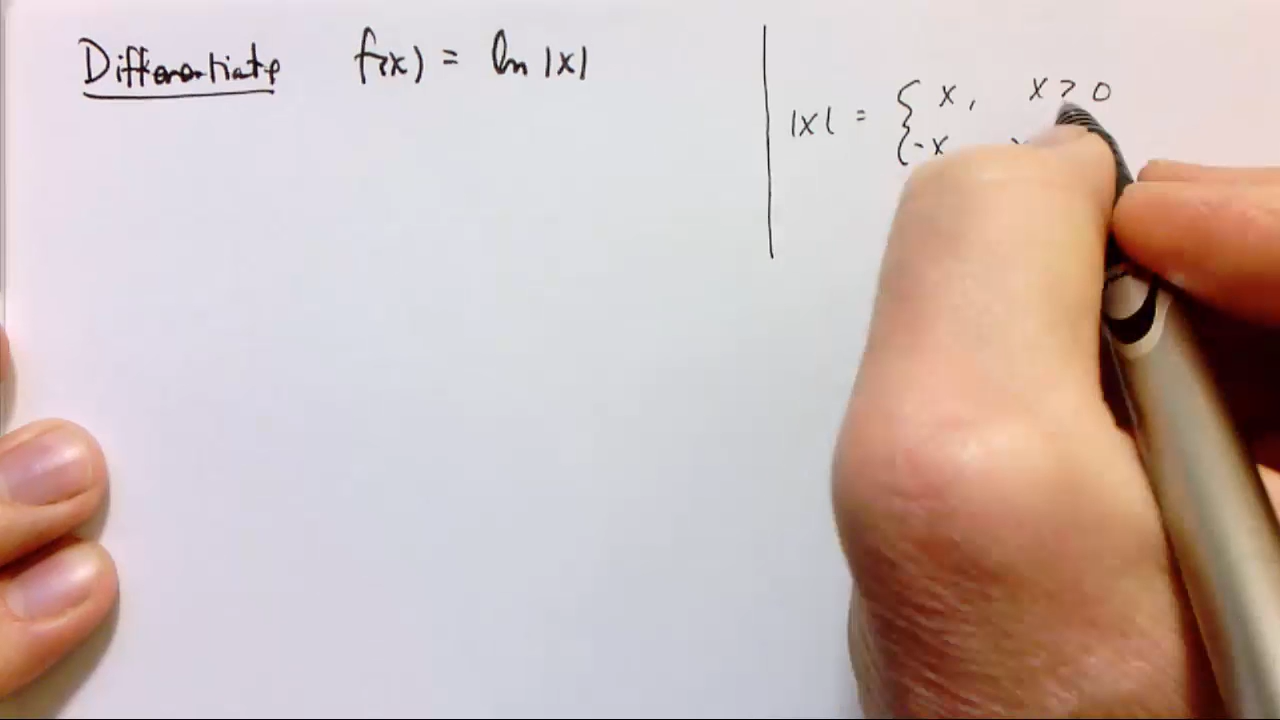 Differentiate f(x) = ln |x|
|x| = { x, x > 0
-x